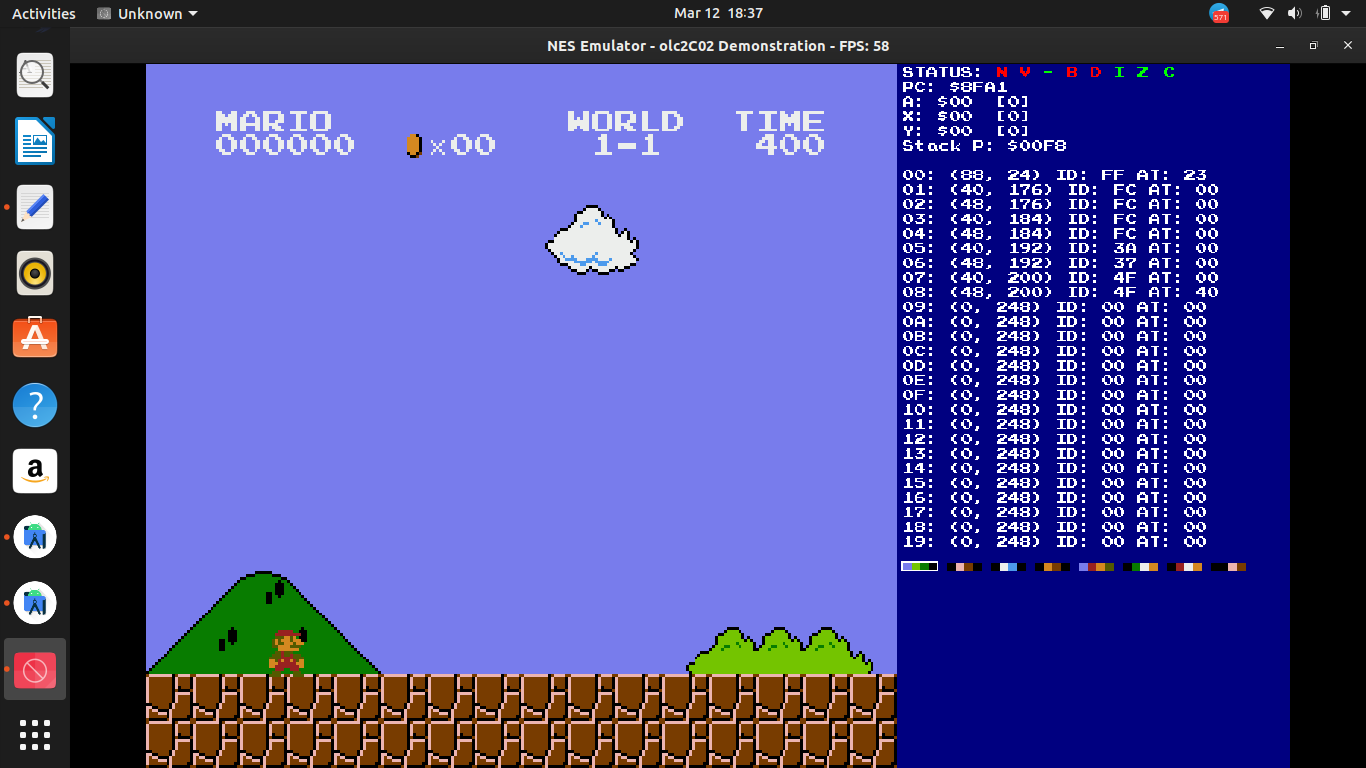 Activities
Unknown
Mar 12 18:37
571
NES Emulator - olc2C02 Demonstration - FPS: 58
MARIO
000000
×00
WORLD
1-1
TIME
400
STATUS: N V - B D I Z C
PC: $8FA1
A: $00 [0]
X: $00 [0]
Y: $00 [0]
Stack P: $00F8
00: (88, 24) ID: FF AT: 23
01: (40, 176) ID: FC AT: 00
02: (48, 176) ID: FC AT: 00
03: (40, 184) ID: FC AT: 00
04: (48, 184) ID: FC AT: 00
05: (40, 192) ID: 3A AT: 00
06: (48, 192) ID: 37 AT: 00
07: (40, 200) ID: 4F AT: 00
08: (48, 200) ID: 4F AT: 40
09: (0, 248) ID: 00 AT: 00
0A: (0, 248) ID: 00 AT: 00
0B: (0, 248) ID: 00 AT: 00
0C: (0, 248) ID: 00 AT: 00
0D: (0, 248) ID: 00 AT: 00
0E: (0, 248) ID: 00 AT: 00
0F: (0, 248) ID: 00 AT: 00
10: (0, 248) ID: 00 AT: 00
11: (0, 248) ID: 00 AT: 00
12: (0, 248) ID: 00 AT: 00
13: (0, 248) ID: 00 AT: 00
14: (0, 248) ID: 00 AT: 00
15: (0, 248) ID: 00 AT: 00
16: (0, 248) ID: 00 AT: 00
17: (0, 248) ID: 00 AT: 00
18: (0, 248) ID: 00 AT: 00
19: (0, 248) ID: 00 AT: 00